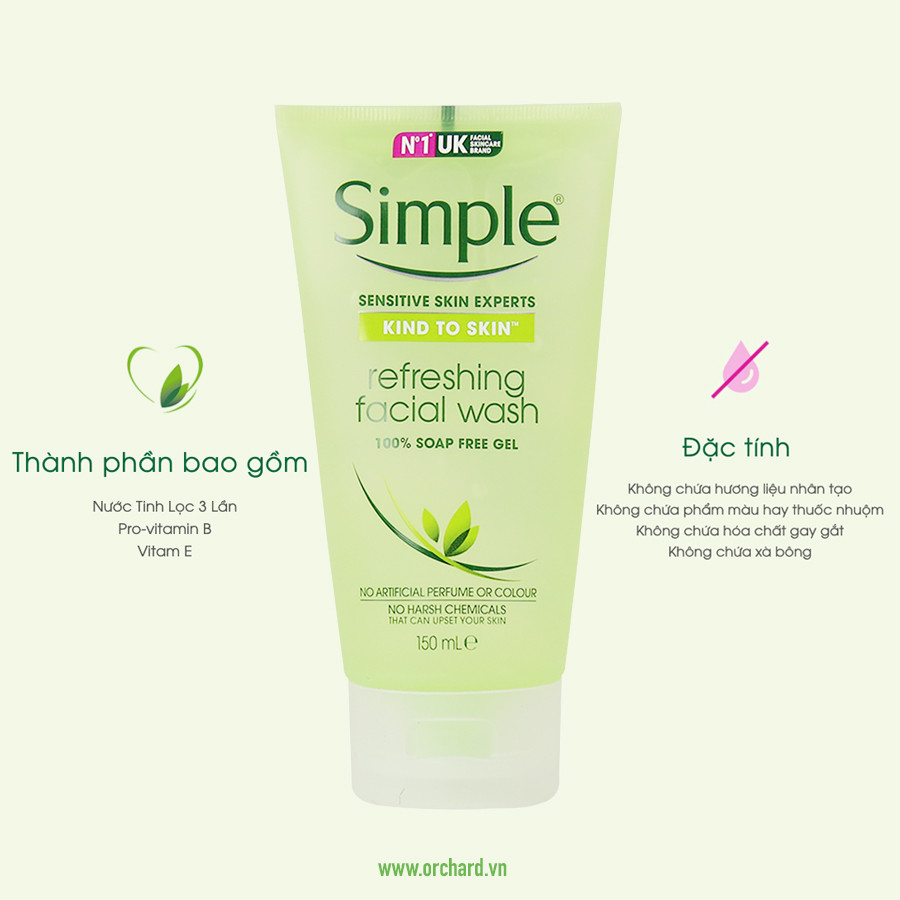 N°1* UK FACIAL SKINCARE BRAND
Simple®
SENSITIVE SKIN EXPERTS
KIND TO SKIN™
refreshing
facial wash
100% SOAP FREE GEL
NO ARTIFICIAL PERFUME OR COLOUR
NO HARSH CHEMICALS
THAT CAN UPSET YOUR SKIN
150 mL e
Thành phần bao gồm
Nước Tinh Lọc 3 Lần
Pro-vitamin B
Vitam E
Đặc tính
Không chứa hương liệu nhân tạo
Không chứa phẩm màu hay thuốc nhuộm
Không chứa hóa chất gay gắt
Không chứa xà bông
www.orchard.vn